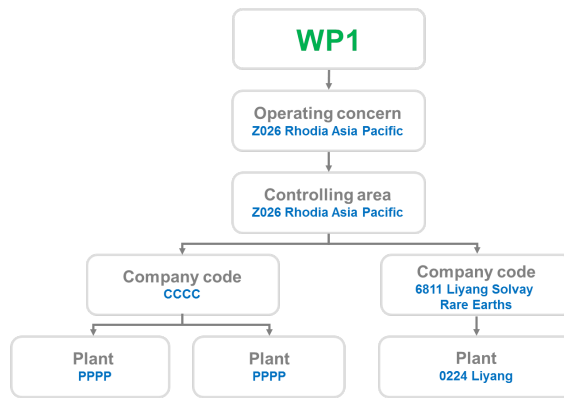 WP1
Operating concern
Z026 Rhodia Asia Pacific
Controlling area
Z026 Rhodia Asia Pacific
Company code
CCCC
Company code
6811 Liyang Solvay
Rare Earths
Plant
PPPP
Plant
PPPP
Plant
0224 Liyang